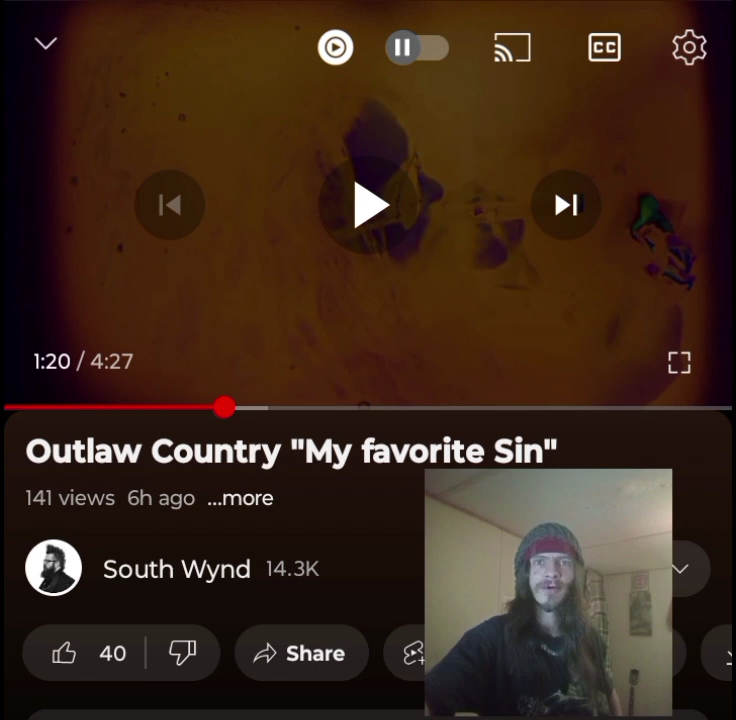 CC
1:20 / 4:27
Outlaw Country "My favorite Sin"
141 views 6h ago ...more
South Wynd 14.3K
40 Share